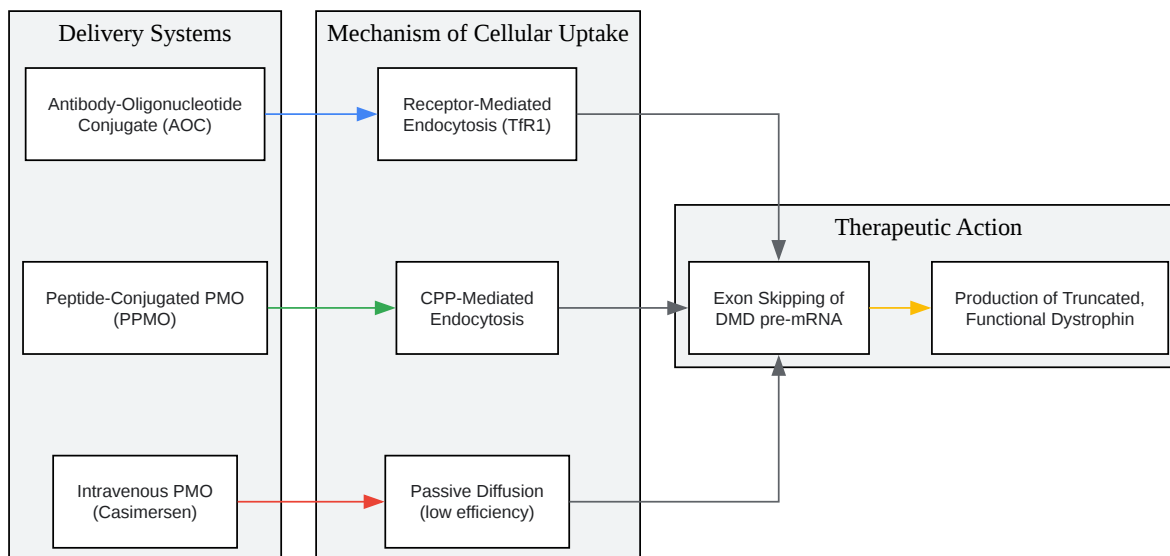 Delivery Systems
Mechanism of Cellular Uptake
Antibody-Oligonucleotide
Conjugate (AOC)
Receptor-Mediated
Endocytosis (TfR1)
Therapeutic Action
Peptide-Conjugated PMO
(PPMO)
CPP-Mediated
Endocytosis
Exon Skipping of
DMD pre-mRNA
Production of Truncated,
Functional Dystrophin
Intravenous PMO
(Casimersen)
Passive Diffusion
(low efficiency)